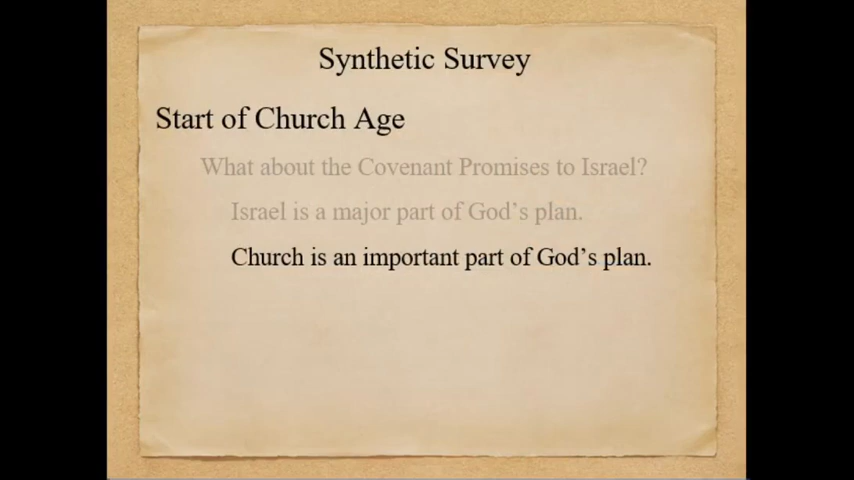 Synthetic Survey
Start of Church Age
What about the Covenant Promises to Israel?
Israel is a major part of God's plan.
Church is an important part of God's plan.